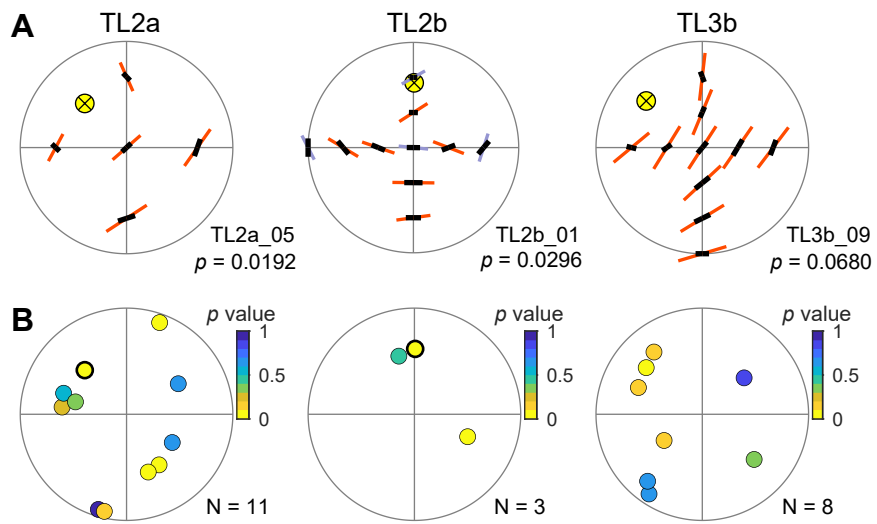 A
TL2a
TL2b
TL3b
TL2a_05
p = 0.0192
TL2b_01
p = 0.0296
TL3b_09
p = 0.0680
B
p value
1
0.5
0
N = 11
p value
1
0.5
0
N = 3
p value
1
0.5
0
N = 8